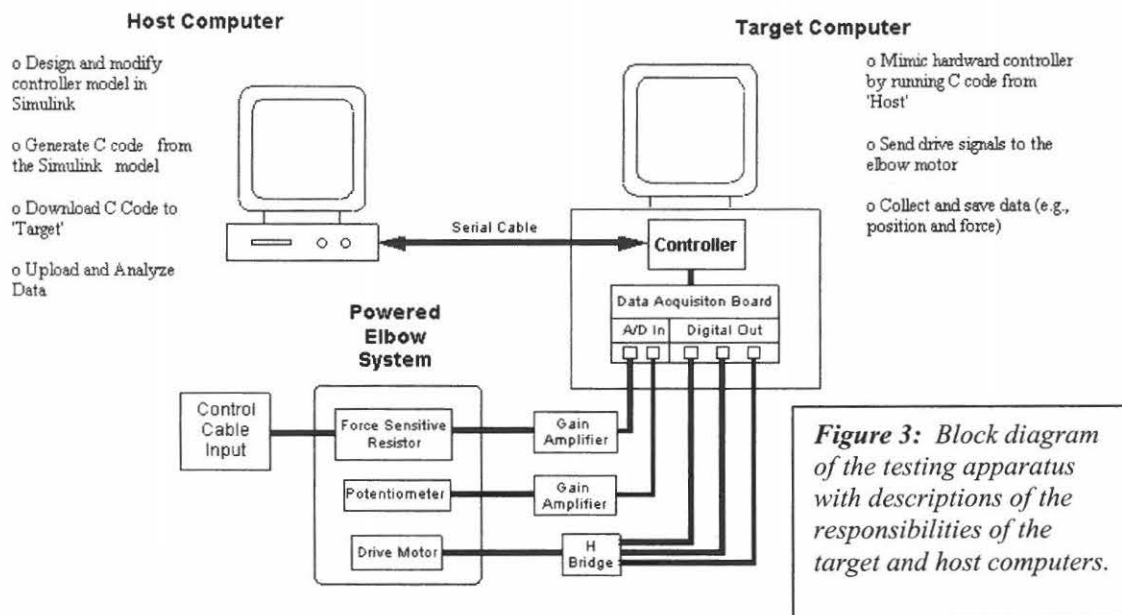 Host Computer
o Design and modify
controller model in
Simulink
o Generate C code from
the Simulink model
o Download C Code to
'Target'
o Upload and Analyze
Data
Target Computer
o Mimic hardward controller
by running C code from
'Host'
o Send drive signals to the
elbow motor
o Collect and save data (e.g.,
position and force)
Serial Cable
Controller
Data Acquisiton Board
A/D In
Digital Out
Powered
Elbow
System
Control
Cable
Input
Force Sensitive
Resistor
Gain
Amplifier
Potentiometer
Gain
Amplifier
Drive Motor
H
Bridge
Figure 3: Block diagram
of the testing apparatus
with descriptions of the
responsibilities of the
target and host computers.